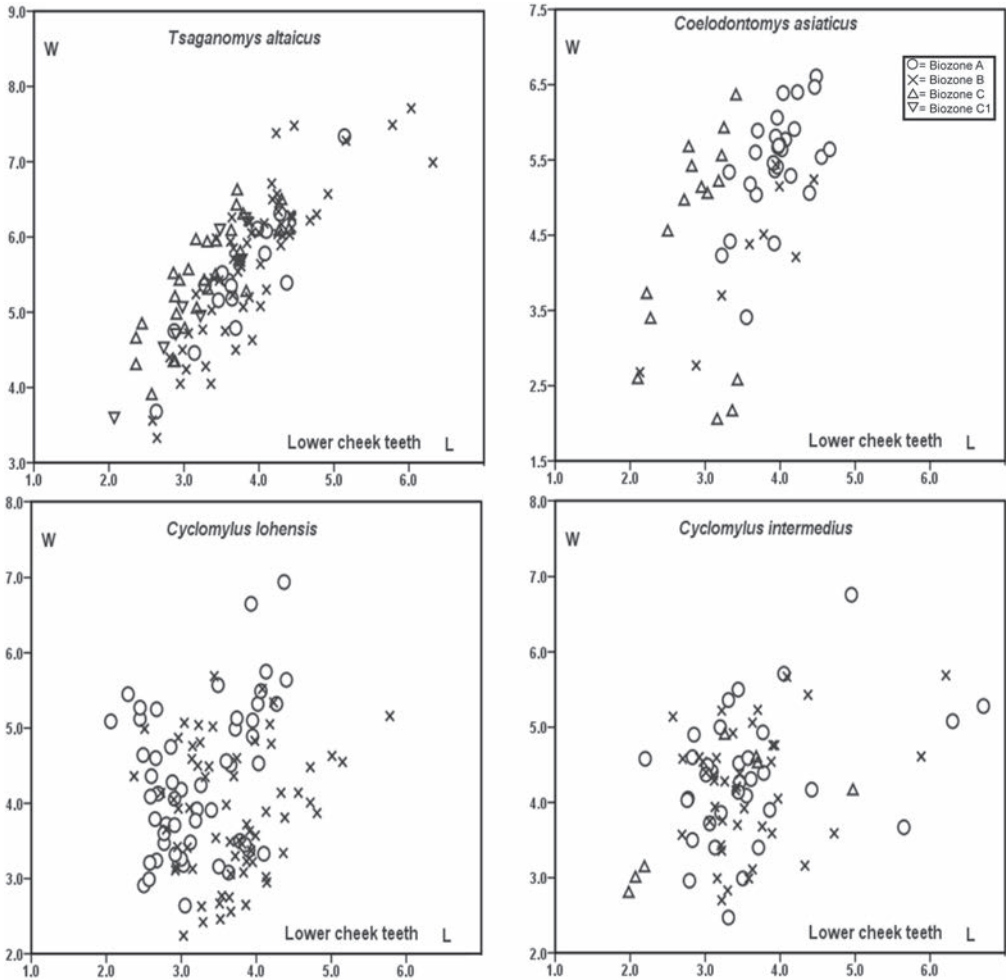 9.0
W
Tsaganomys altaicus
8.0
7.0
6.0
5.0
4.0
Lower cheek teeth L
3.0
1.0 2.0 3.0 4.0 5.0 6.0
7.5
Coelodontomys asiaticus
W
= Biozone A
= Biozone B
= Biozone C
= Biozone C1
6.5
5.5
4.5
3.5
2.5
Lower cheek teeth L
1.5
1.0 2.0 3.0 4.0 5.0 6.0
8.0
Cyclomylus lohensis
W
7.0
6.0
5.0
4.0
3.0
Lower cheek teeth L
2.0
1.0 2.0 3.0 4.0 5.0 6.0
8.0
Cyclomylus intermedius
W
7.0
6.0
5.0
4.0
3.0
Lower cheek teeth L
2.0
1.0 2.0 3.0 4.0 5.0 6.0